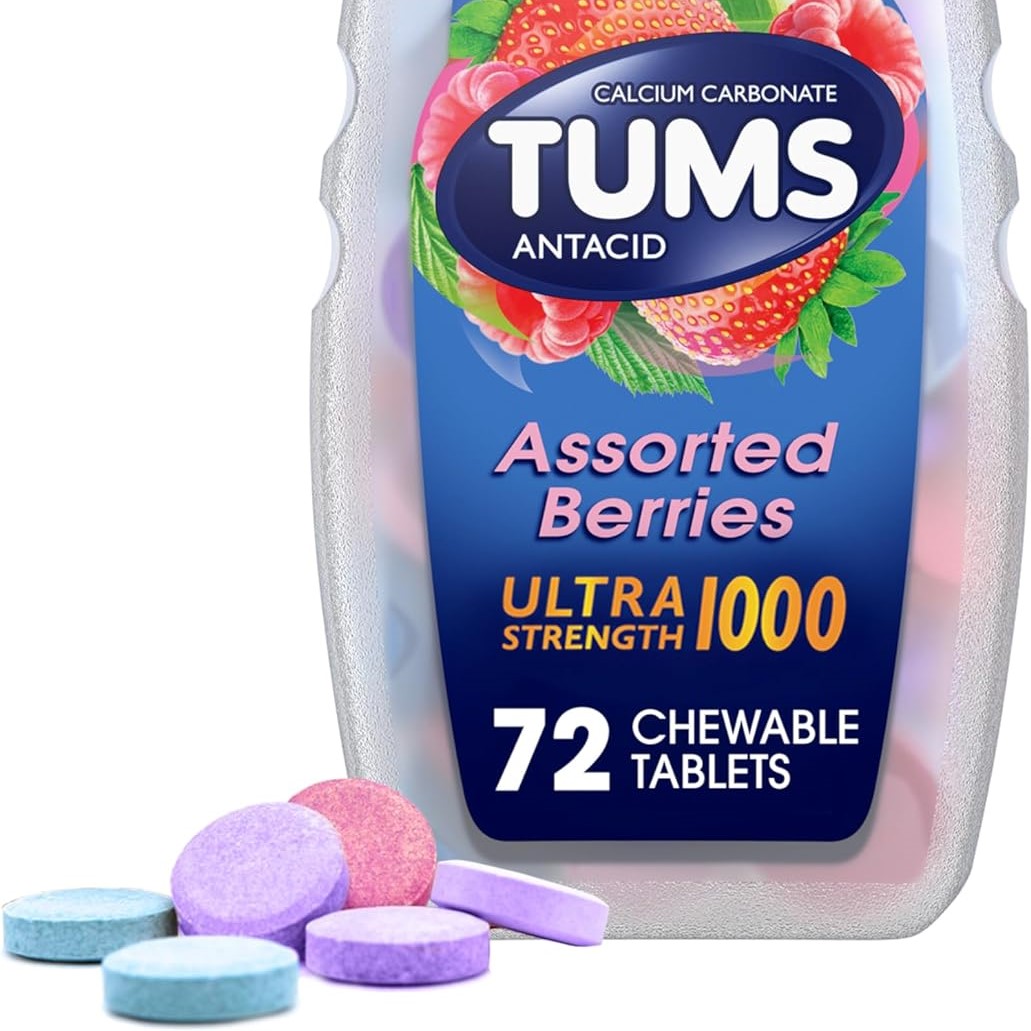 CALCIUM CARBONATE
TUMS
ANTACID
Assorted
Berries
ULTRA
STRENGTH 1000
72 CHEWABLE
TABLETS